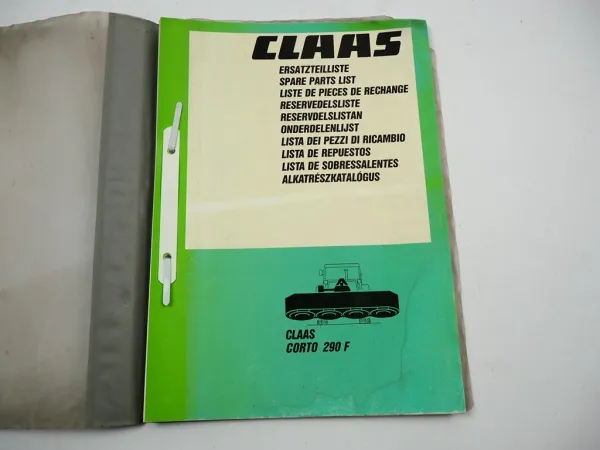 CLAAS
ERSATZTEILLISTE
SPARE PARTS LIST
LISTE DE PIECES DE RECHANGE
RESERVEDELSLISTE
RESERVDELSLISTAN
ONDERDELENLIJST
LISTA DEI PEZZI DI RICAMBIO
LISTA DE REPUESTOS
LISTA DE SOBRESSALENTES
ALKATRÉSZKATALÓGUS
CLAAS
CORTO 290 F